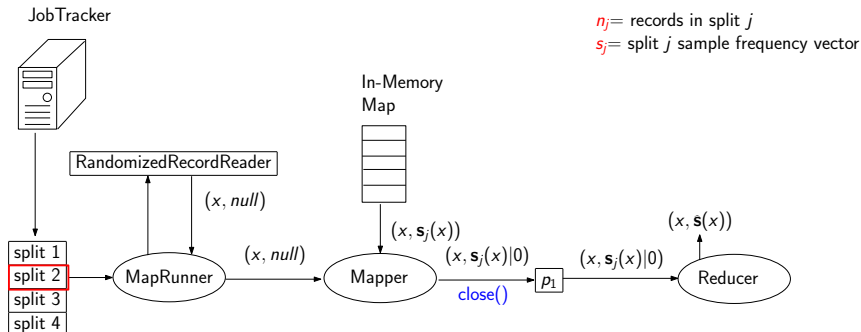 JobTracker
n_j= records in split j
s_j= split j sample frequency vector
In-Memory
Map
RandomizedRecordReader
(x, null)
(x, s_j(x))
(x, ŝ(x))
split 1
split 2
split 3
split 4
MapRunner
(x, null)
Mapper
(x, s_j(x)|0)
close()
p_1
(x, s_j(x)|0)
Reducer